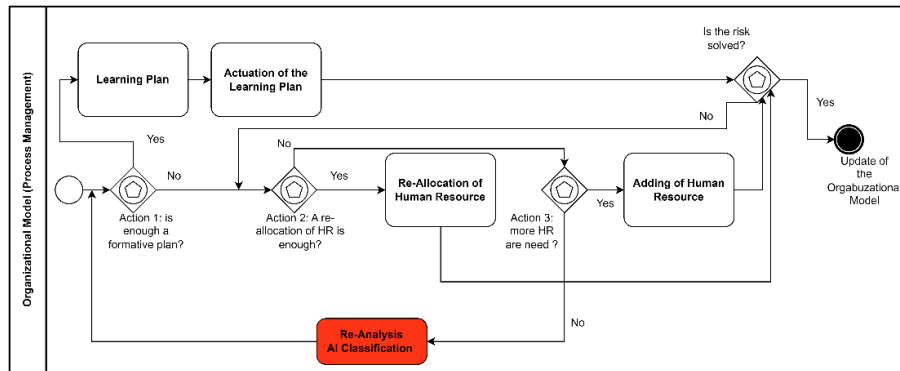 Organizational Model (Process Management)
Is the risk
solved?
Learning Plan
Actuation of the
Learning Plan
Yes
No
Yes
No
No
Yes
Re-Allocation of
Human Resource
Yes
Adding of Human
Resource
Update of
the
Orgabuzational
Model
Action 1: is
enough a
formative plan?
Action 2: A re-
allocation of HR is
enough?
Action 3:
more HR
are need ?
No
Re-Analysis
AI Classification